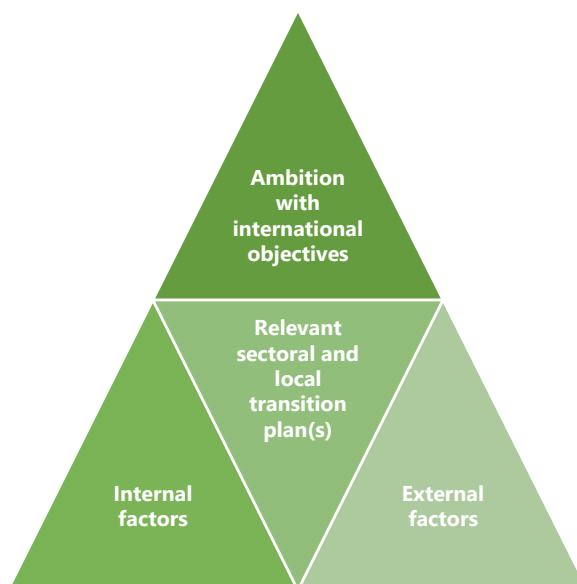 Ambition
with
international
objectives
Relevant
sectoral and
local
transition
plan(s)
Internal
factors
External
factors